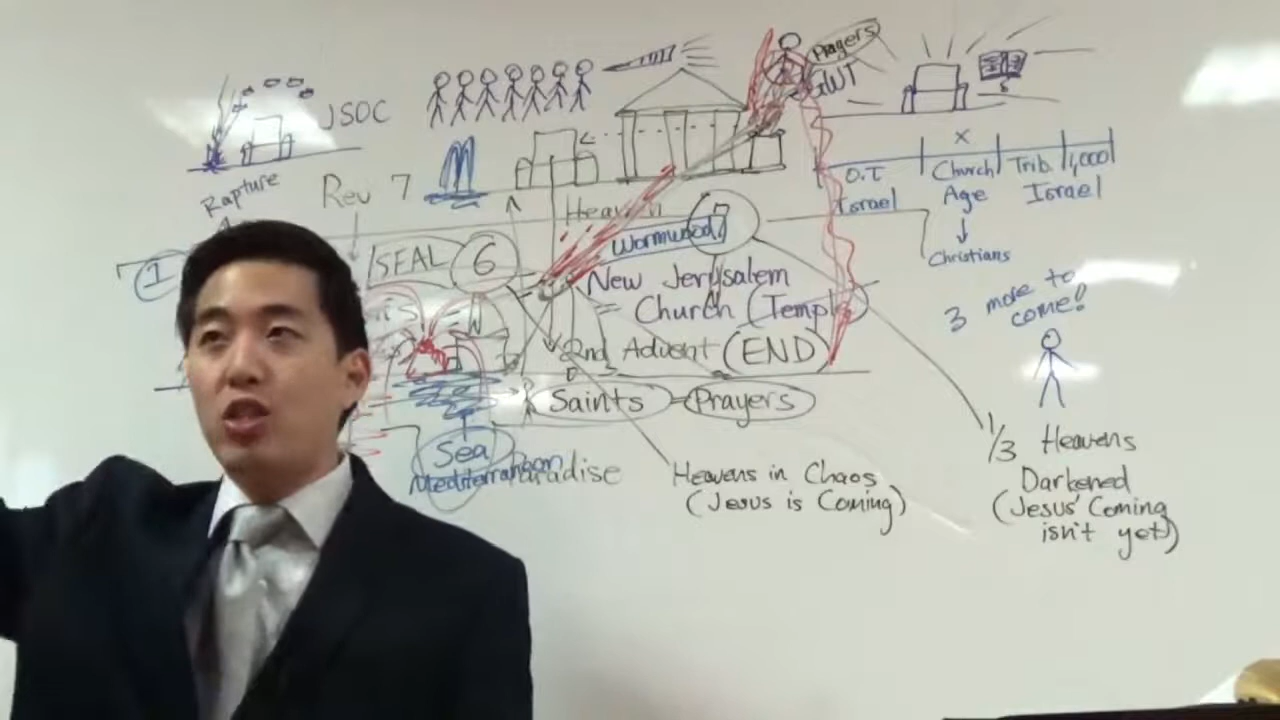 Prayers
GWT
JSOC
Rapture
Rev 7
Heaven
O.T
Israel
X
Church
Age
Trib.
1,000
Israel
Christians
Wormwood
1
SEAL 6
New Jerusalem
= Church (Temple)
2nd Advent (END)
Saints = Prayers
3 more to
come!
Sea
Mediterranean
Paradise
Heavens in Chaos
(Jesus is Coming)
1/3 Heavens
Darkened
(Jesus' Coming
isn't yet)